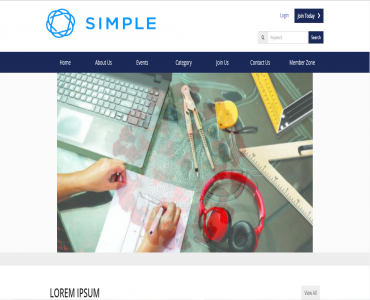 SIMPLE
Login
Join Today
Keyword
Search
Home About Us Events Category Join Us Contact Us Member Zone
LOREM IPSUM
View All